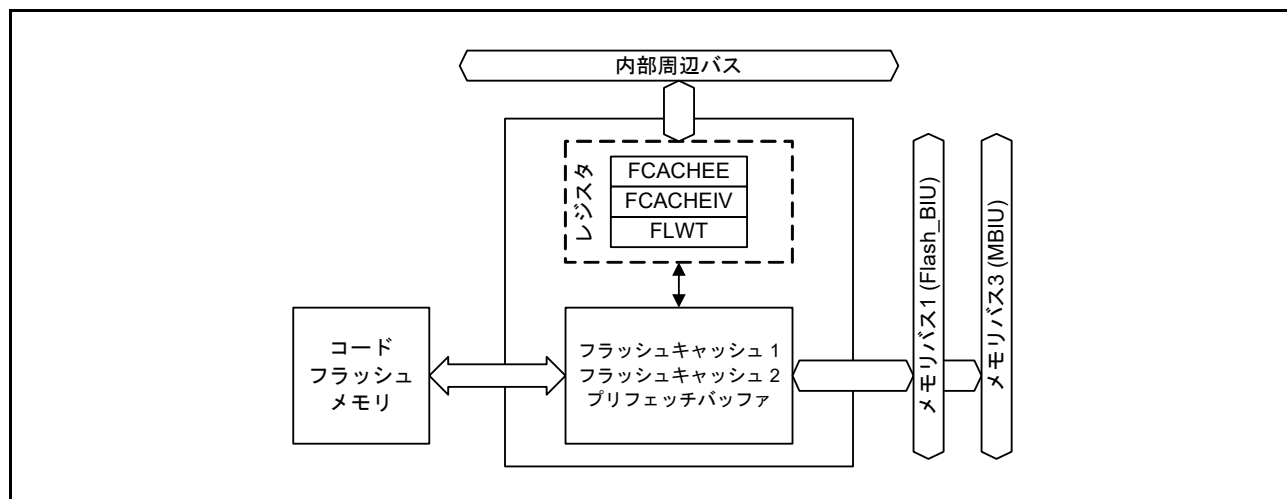 内部周辺バス
レジスタ
FCACHEE
FCACHEIV
FLWT
コード
フラッシュ
メモリ
フラッシュキャッシュ 1
フラッシュキャッシュ 2
プリフェッチバッファ
メモリバス1 (Flash_BIU)
メモリバス3 (MBIU)